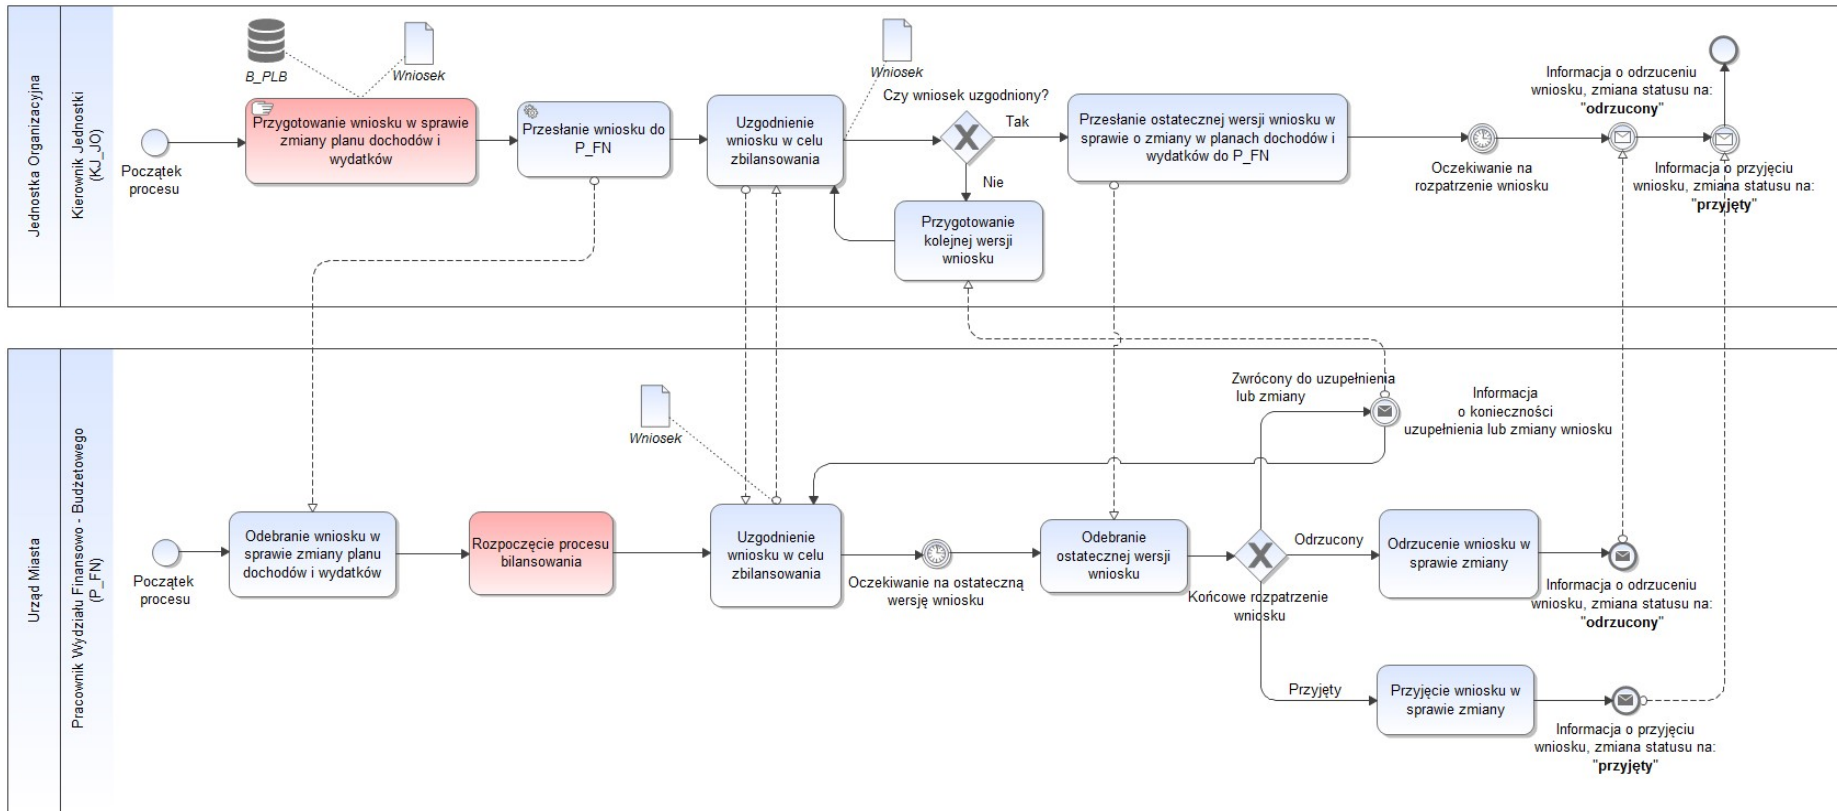 Jednostka Organizacyjna
Kierownik Jednostki
(KJ_JO)
Początek
procesu
B_PLB
Wniosek
Przygotowanie wniosku w sprawie
zmiany planu dochodów i
wydatków
Przesłanie wniosku do
P_FN
Uzgodnienie
wniosku w celu
zbilansowania
Wniosek
Czy wniosek uzgodniony?
Tak
Nie
Przygotowanie
kolejnej wersji
wniosku
Przesłanie ostatecznej wersji wniosku w
sprawie o zmiany w planach dochodów i
wydatków do P_FN
Oczekiwanie na
rozpatrzenie wniosku
Informacja o odrzuceniu
wniosku, zmiana statusu na:
"odrzucony"
Informacja o przyjęciu
wniosku, zmiana statusu na:
"przyjęty"
Urząd Miasta
Pracownik Wydziału Finansowo - Budżetowego
(P_FN)
Początek
procesu
Odebranie wniosku w
sprawie zmiany planu
dochodów i wydatków
Rozpoczęcie procesu
bilansowania
Wniosek
Uzgodnienie
wniosku w celu
zbilansowania
Oczekiwanie na ostateczną
wersję wniosku
Odebranie
ostatecznej wersji
wniosku
Końcowe rozpatrzenie
wniosku
Zwrócony do uzupełnienia
lub zmiany
Informacja
o konieczności
uzupełnienia lub zmiany wniosku
Odrzucony
Odrzucenie wniosku w
sprawie zmiany
Informacja o odrzuceniu
wniosku, zmiana statusu na:
"odrzucony"
Przyjęty
Przyjęcie wniosku w
sprawie zmiany
Informacja o przyjęciu
wniosku, zmiana statusu na:
"przyjęty"